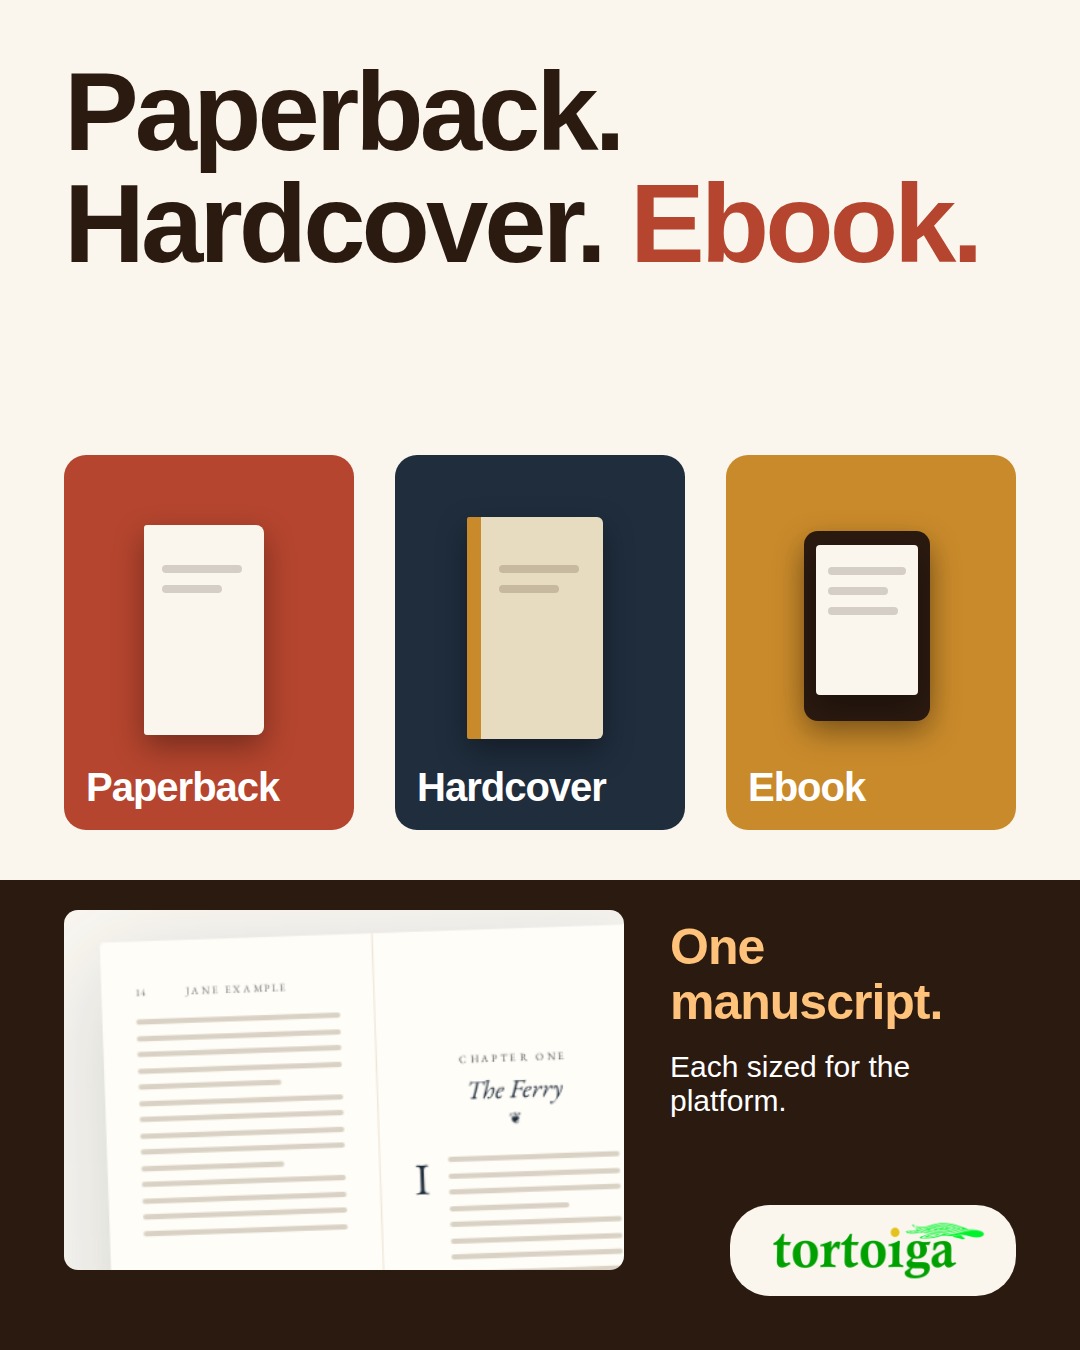 Paperback.
Hardcover. Ebook.
Paperback
Hardcover
Ebook
14 JANE EXAMPLE
CHAPTER ONE
The Ferry
I
One
manuscript.
Each sized for the
platform.
tortoiga